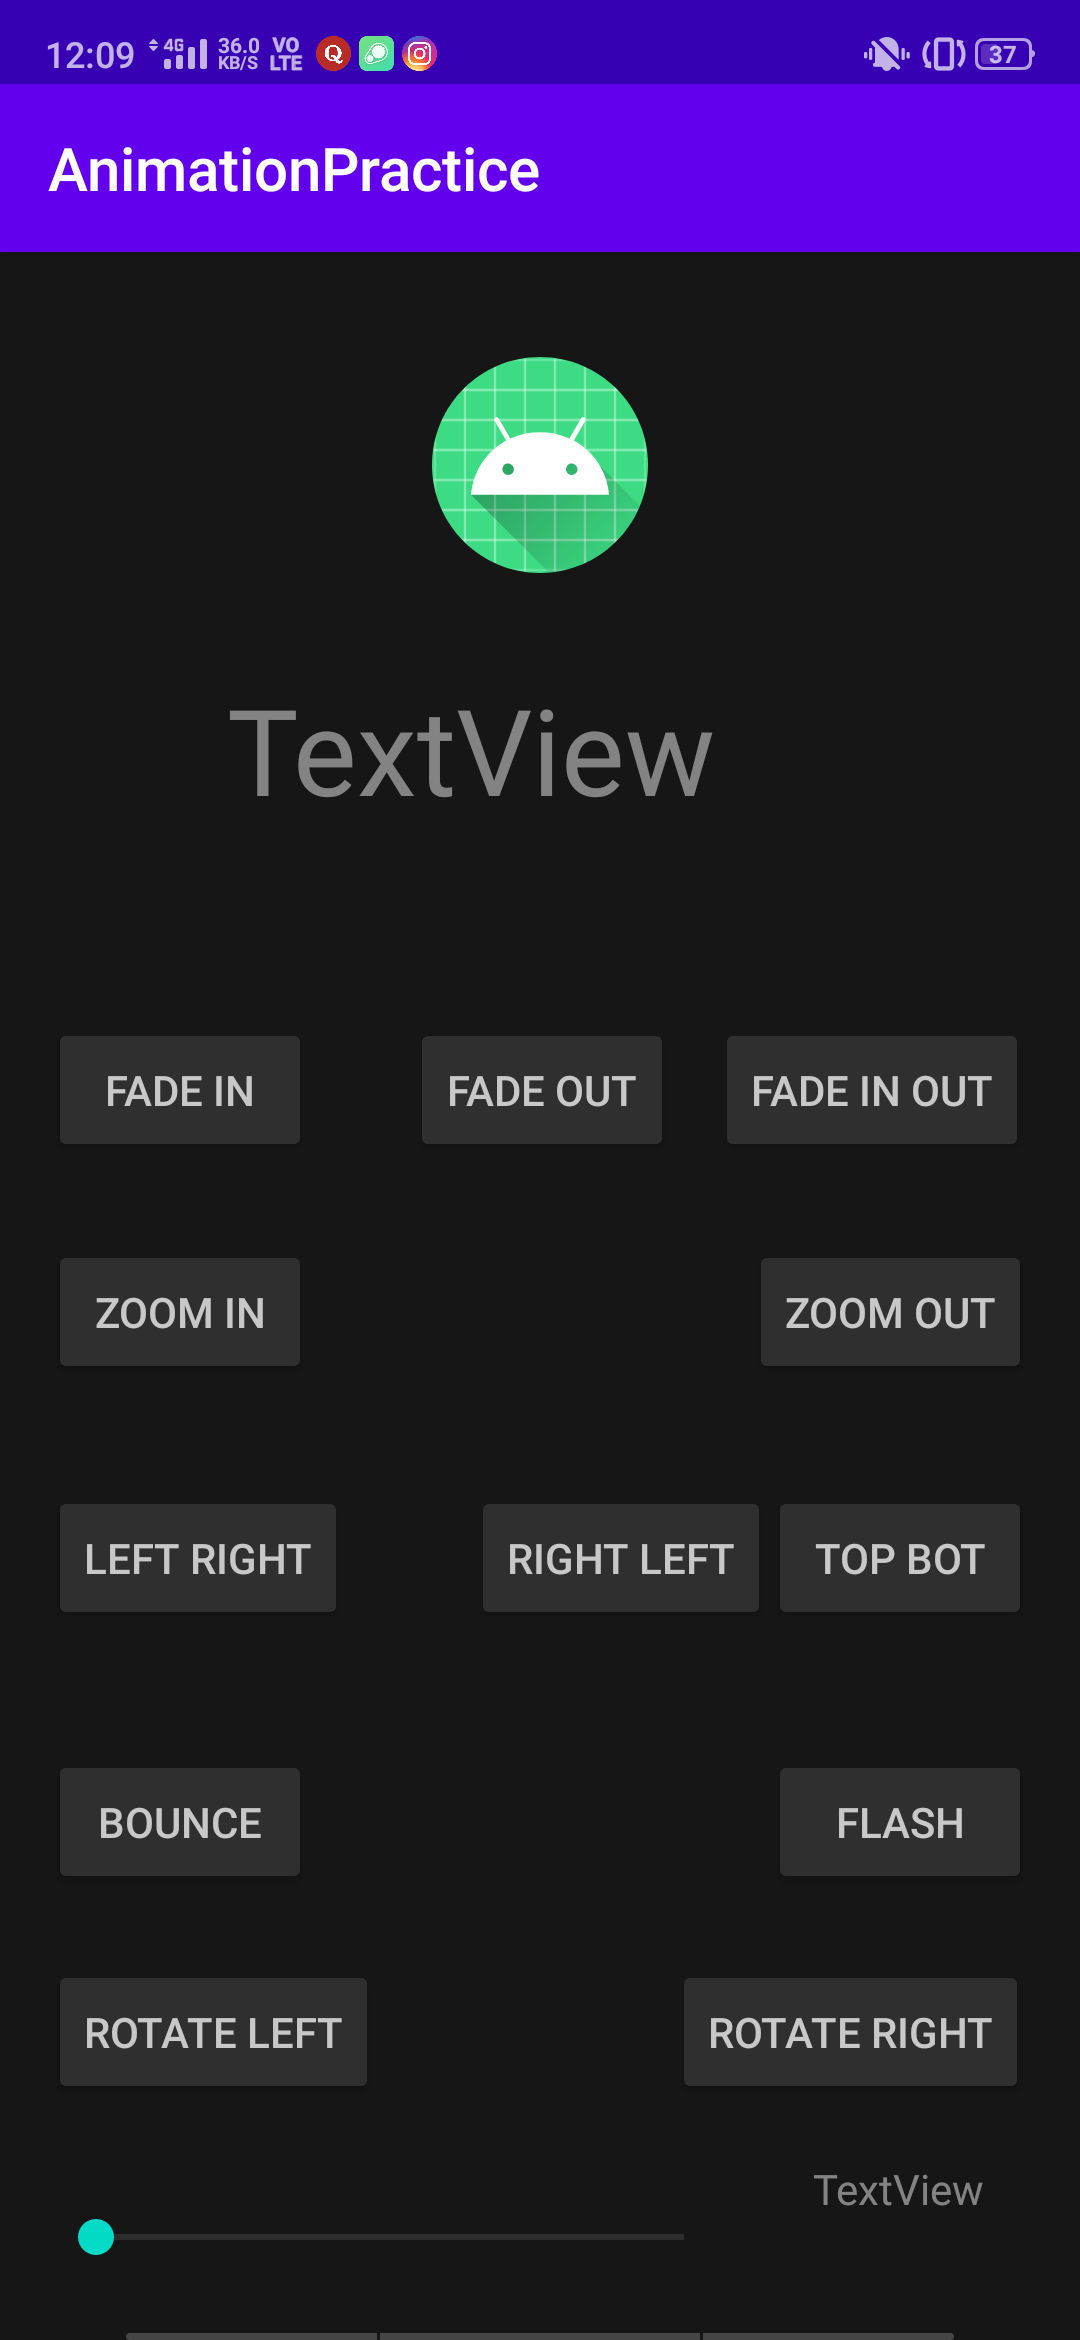 12:09 4G 36.0 KB/S VO LTE Q 37
AnimationPractice
TextView
FADE IN FADE OUT FADE IN OUT
ZOOM IN ZOOM OUT
LEFT RIGHT RIGHT LEFT TOP BOT
BOUNCE FLASH
ROTATE LEFT ROTATE RIGHT
TextView